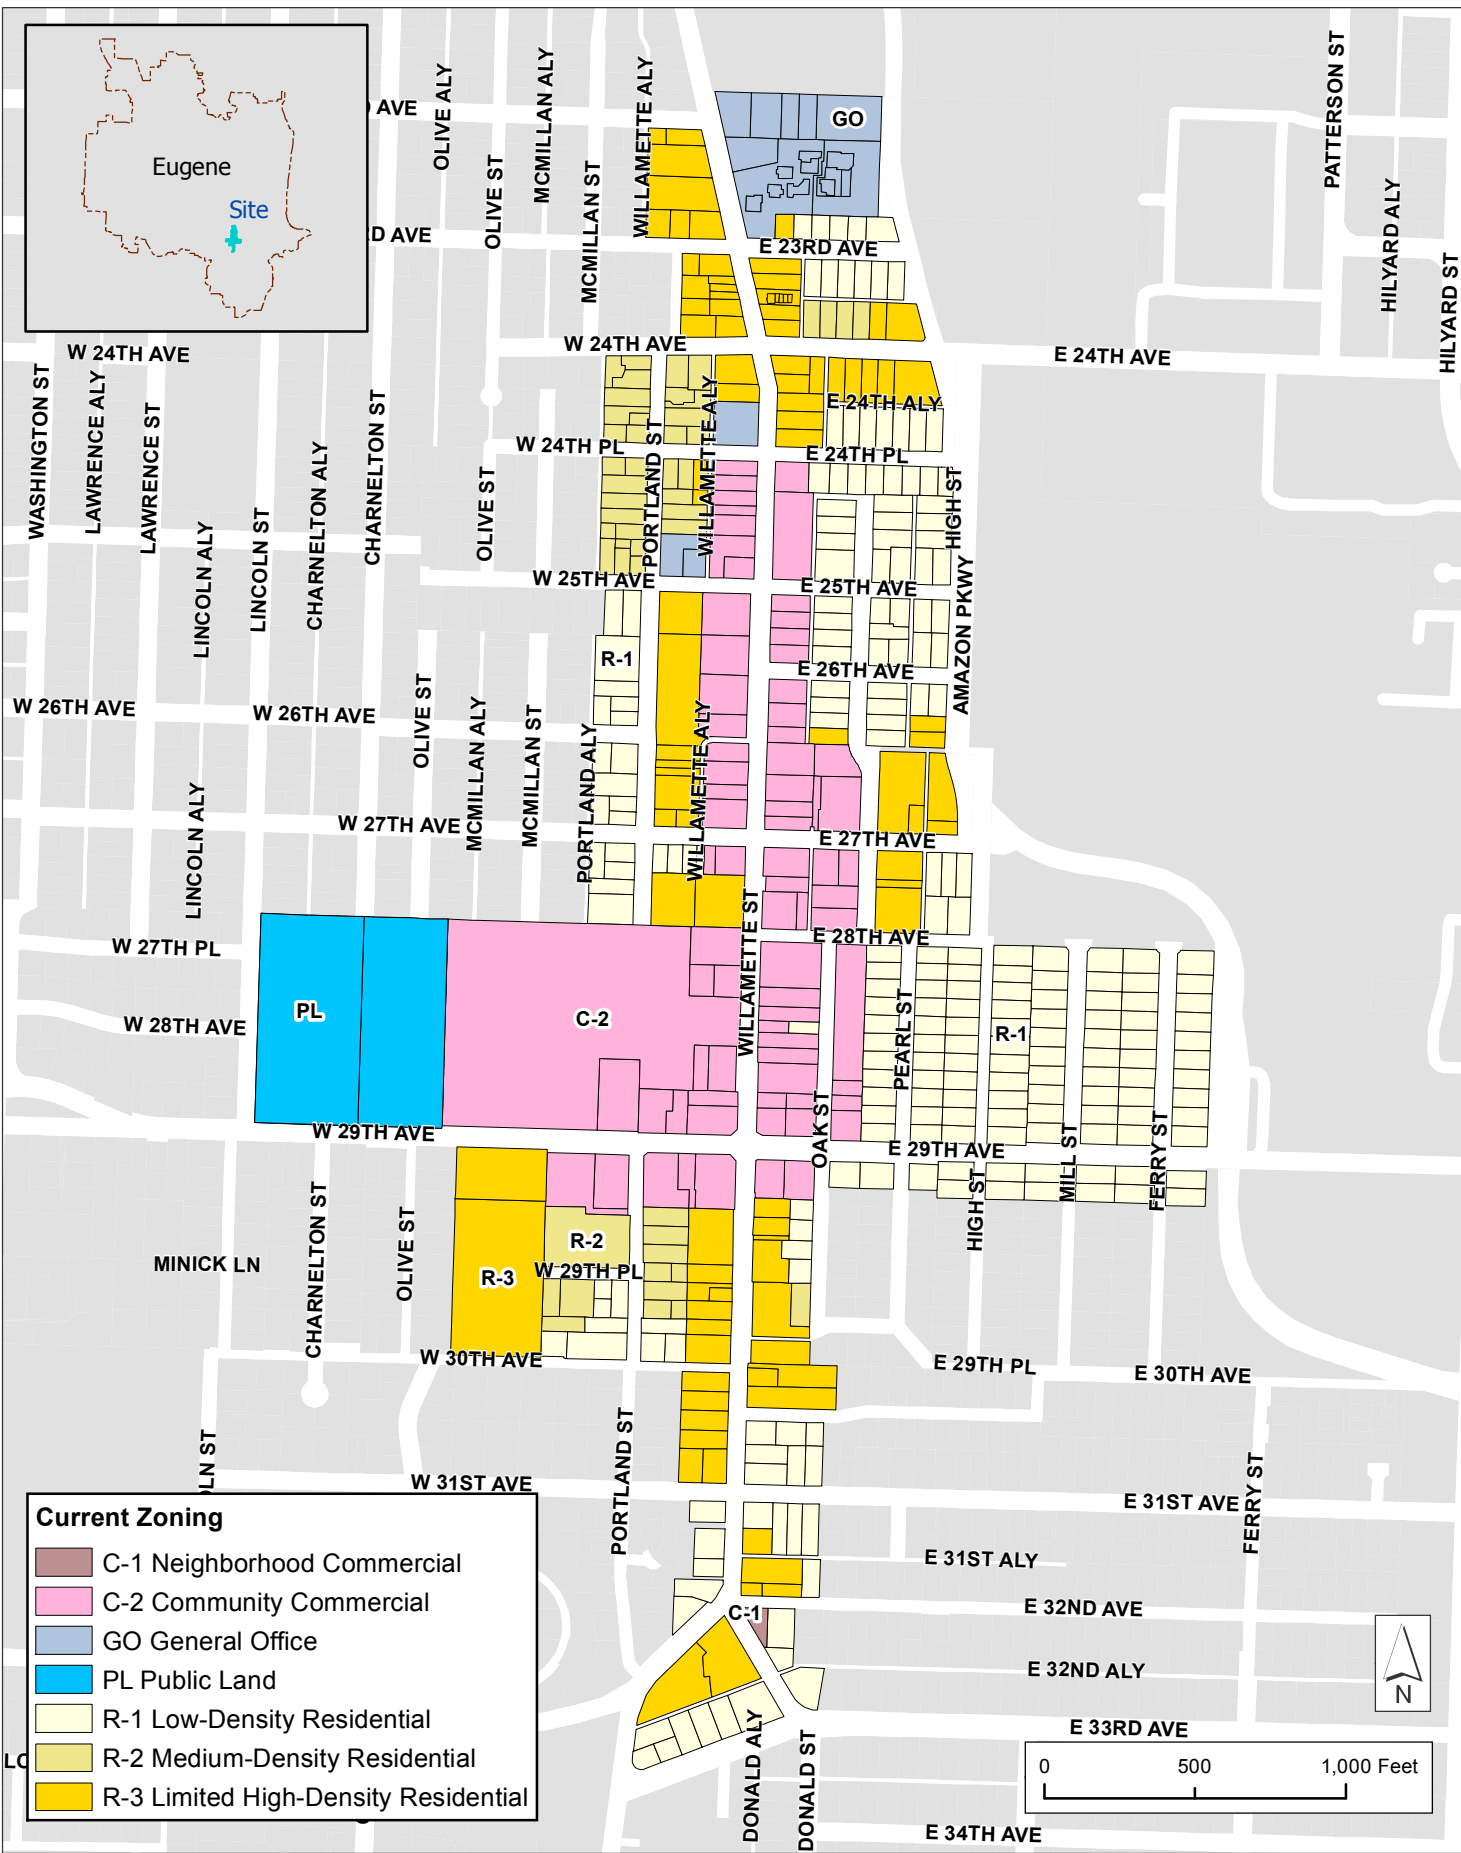 Eugene
Site
D AVE
OLIVE ALY
MCMILLAN ALY
WILLAMETTE ALY
GO
PATTERSON ST
HILYARD ALY
HILYARD ST
RD AVE
OLIVE ST
MCMILLAN ST
E 23RD AVE
W 24TH AVE
W 24TH AVE
E 24TH AVE
WASHINGTON ST
LAWRENCE ALY
LAWRENCE ST
LINCOLN ALY
LINCOLN ST
CHARNELTON ALY
CHARNELTON ST
OLIVE ST
W 24TH PL
PORTLAND ST
WILLAMETTE ALY
E 24TH ALY
E 24TH PL
HIGH ST
W 25TH AVE
E 25TH AVE
AMAZON PKWY
R-1
E 26TH AVE
W 26TH AVE
W 26TH AVE
OLIVE ST
MCMILLAN ALY
MCMILLAN ST
PORTLAND ALY
WILLAMETTE ALY
LINCOLN ALY
W 27TH AVE
E 27TH AVE
W 27TH PL
E 28TH AVE
WILLAMETTE ST
PL
C-2
W 28TH AVE
PEARL ST
R-1
OAK ST
W 29TH AVE
E 29TH AVE
MILL ST
FERRY ST
HIGH ST
CHARNELTON ST
OLIVE ST
MINICK LN
R-2
R-3
W 29TH PL
W 30TH AVE
E 29TH PL
E 30TH AVE
PORTLAND ST
OLN ST
W 31ST AVE
E 31ST AVE
FERRY ST
E 31ST ALY
C-1
E 32ND AVE
E 32ND ALY
E 33RD AVE
DONALD ALY
DONALD ST
E 34TH AVE
LO
Current Zoning
C-1 Neighborhood Commercial
C-2 Community Commercial
GO General Office
PL Public Land
R-1 Low-Density Residential
R-2 Medium-Density Residential
R-3 Limited High-Density Residential
N
0 500 1,000 Feet